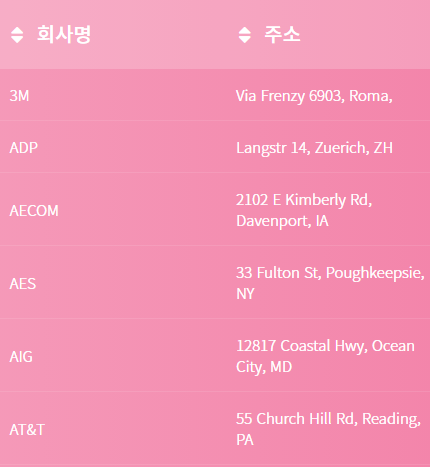 회사명 주소
3M Via Frenzy 6903, Roma,
ADP Langstr 14, Zuerich, ZH
AECOM 2102 E Kimberly Rd,
Davenport, IA
AES 33 Fulton St, Poughkeepsie,
NY
AIG 12817 Coastal Hwy, Ocean
City, MD
AT&T 55 Church Hill Rd, Reading,
PA